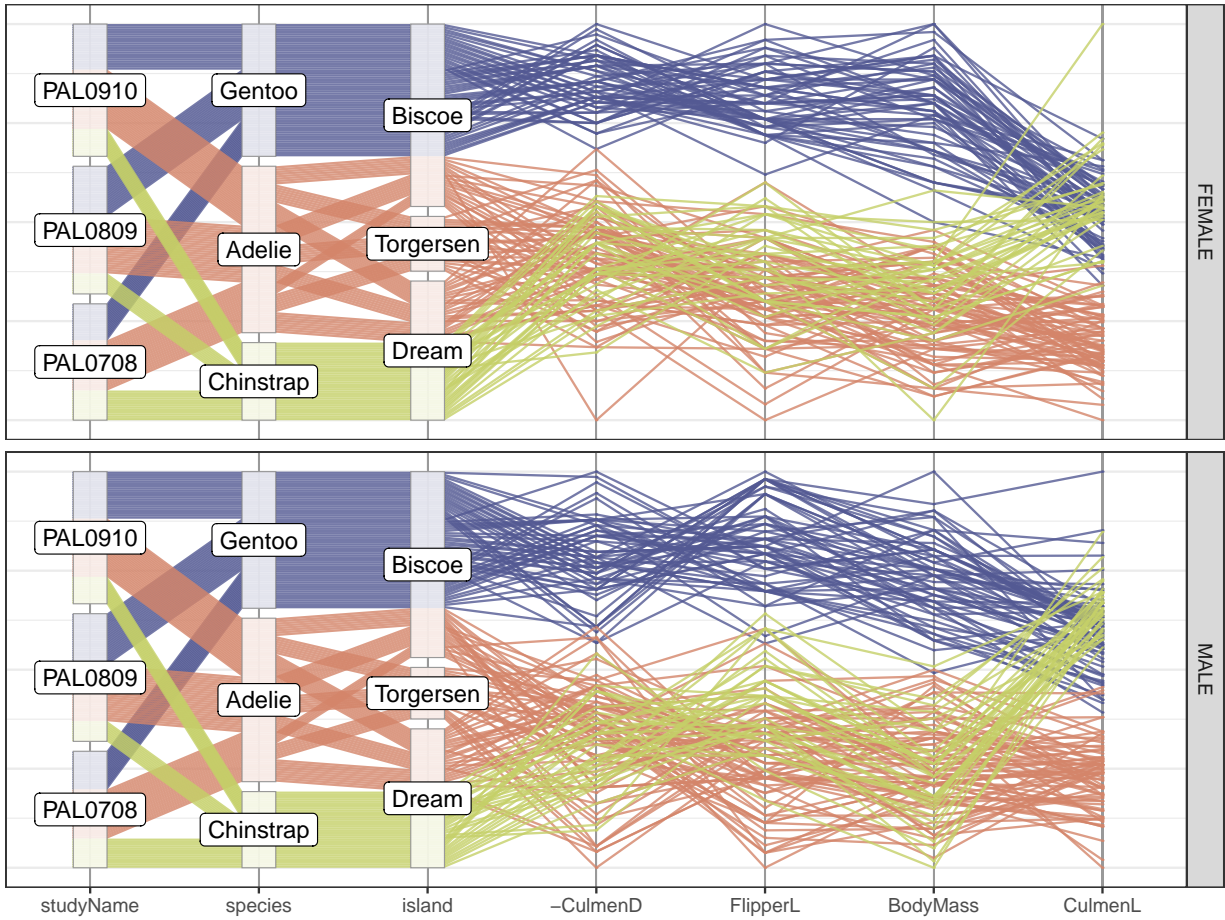 PAL0910
Gentoo
Biscoe
PAL0809
Adelie
Torgersen
PAL0708
Chinstrap
Dream
FEMALE
PAL0910
Gentoo
Biscoe
PAL0809
Adelie
Torgersen
PAL0708
Chinstrap
Dream
MALE
studyName species island −CulmenD FlipperL BodyMass CulmenL